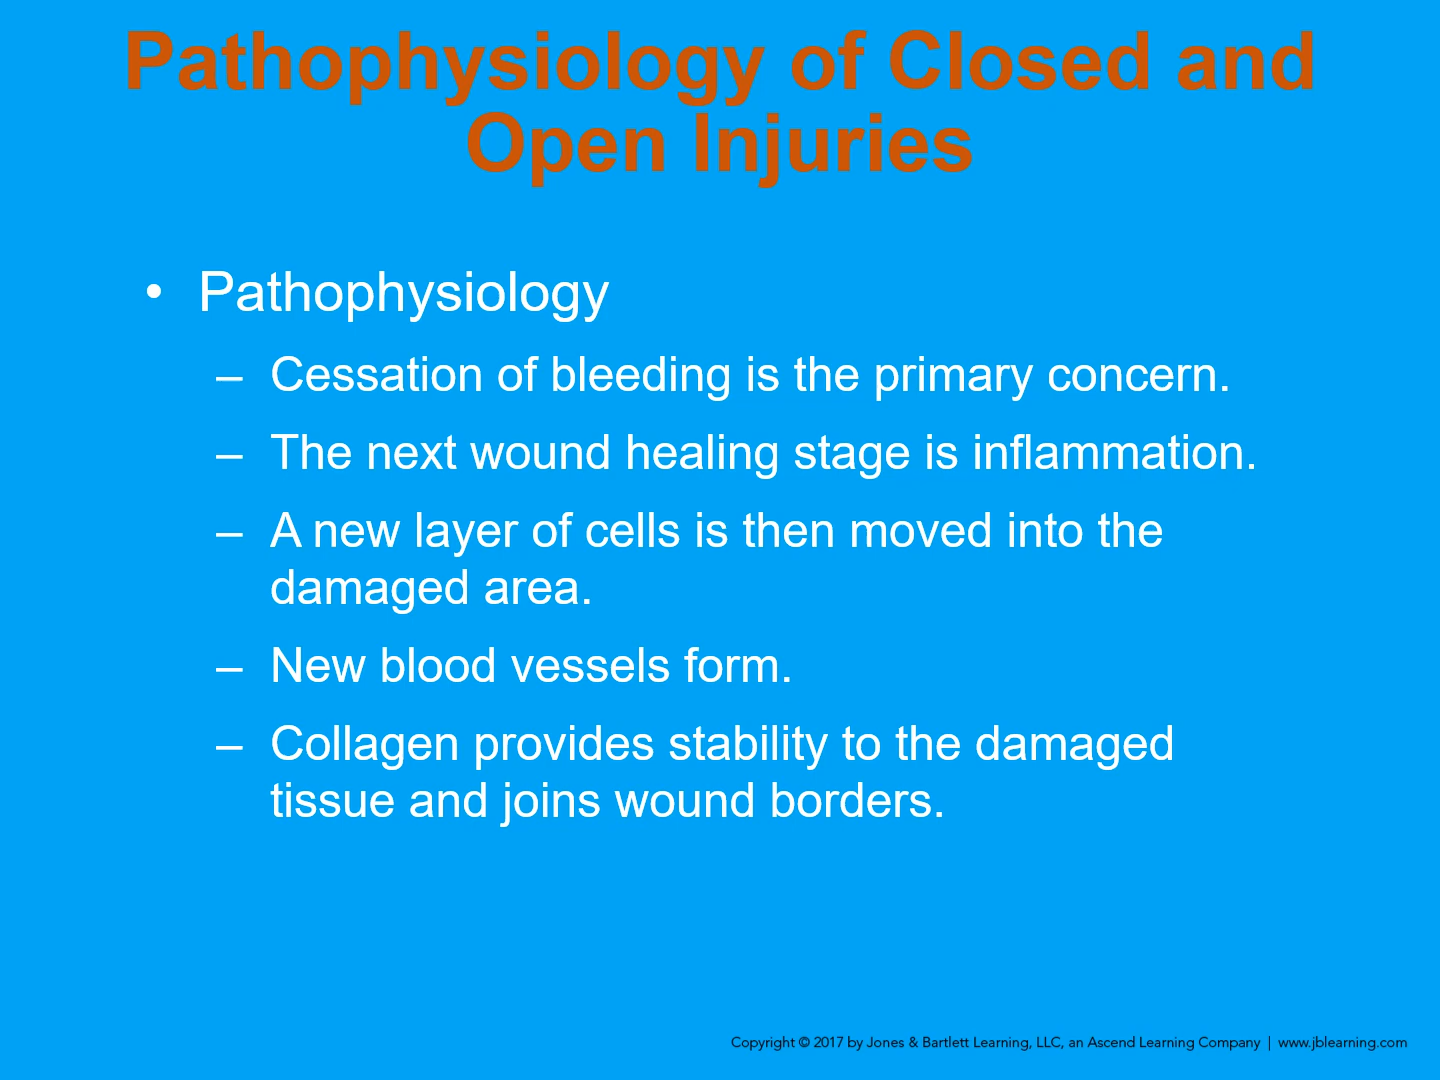 Pathophysiology of Closed and
Open Injuries
• Pathophysiology
– Cessation of bleeding is the primary concern.
– The next wound healing stage is inflammation.
– A new layer of cells is then moved into the
damaged area.
– New blood vessels form.
– Collagen provides stability to the damaged
tissue and joins wound borders.
Copyright © 2017 by Jones & Bartlett Learning, LLC, an Ascend Learning Company | www.jblearning.com